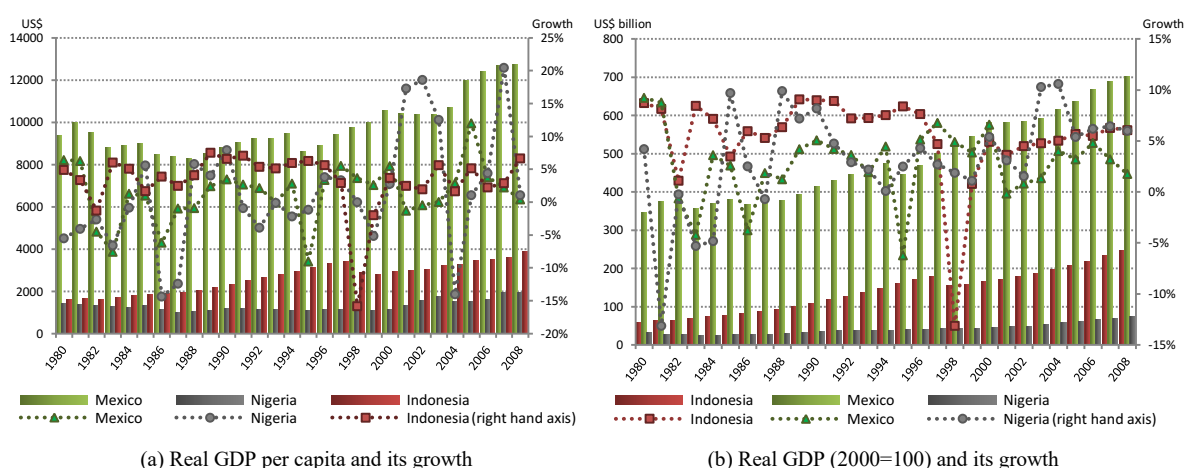 US$ Growth
14000 25%
12000 20%
10000 15%
8000 10%
6000 5%
4000 0%
2000 -5%
0 -10%
-15%
-20%
1980 1982 1984 1986 1988 1990 1992 1994 1996 1998 2000 2002 2004 2006 2008
Mexico Nigeria Indonesia
Mexico Nigeria Indonesia (right hand axis)
(a) Real GDP per capita and its growth
US$ billion Growth
800 15%
700 10%
600 5%
500 0%
400 -5%
300 -10%
200 -15%
100
0
1980 1982 1984 1986 1988 1990 1992 1994 1996 1998 2000 2002 2004 2006 2008
Indonesia Mexico Nigeria
Indonesia Mexico Nigeria (right hand axis)
(b) Real GDP (2000=100) and its growth